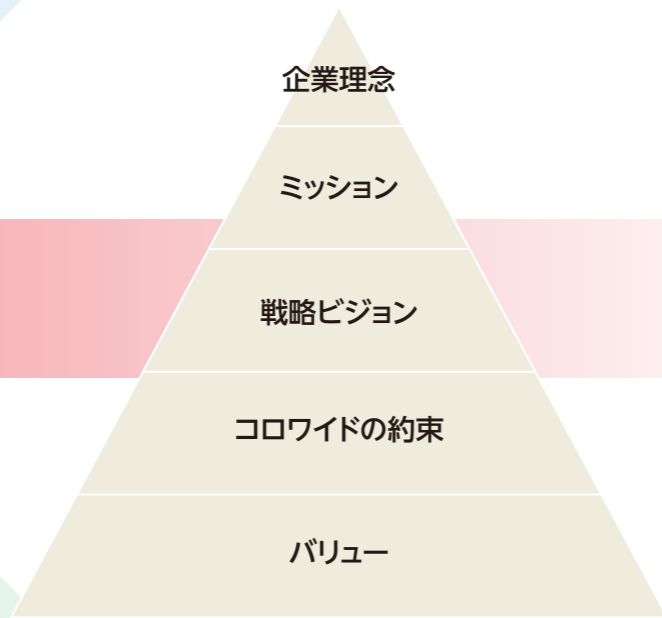 企業理念
ミッション
戦略ビジョン
コロワイドの約束
バリュー